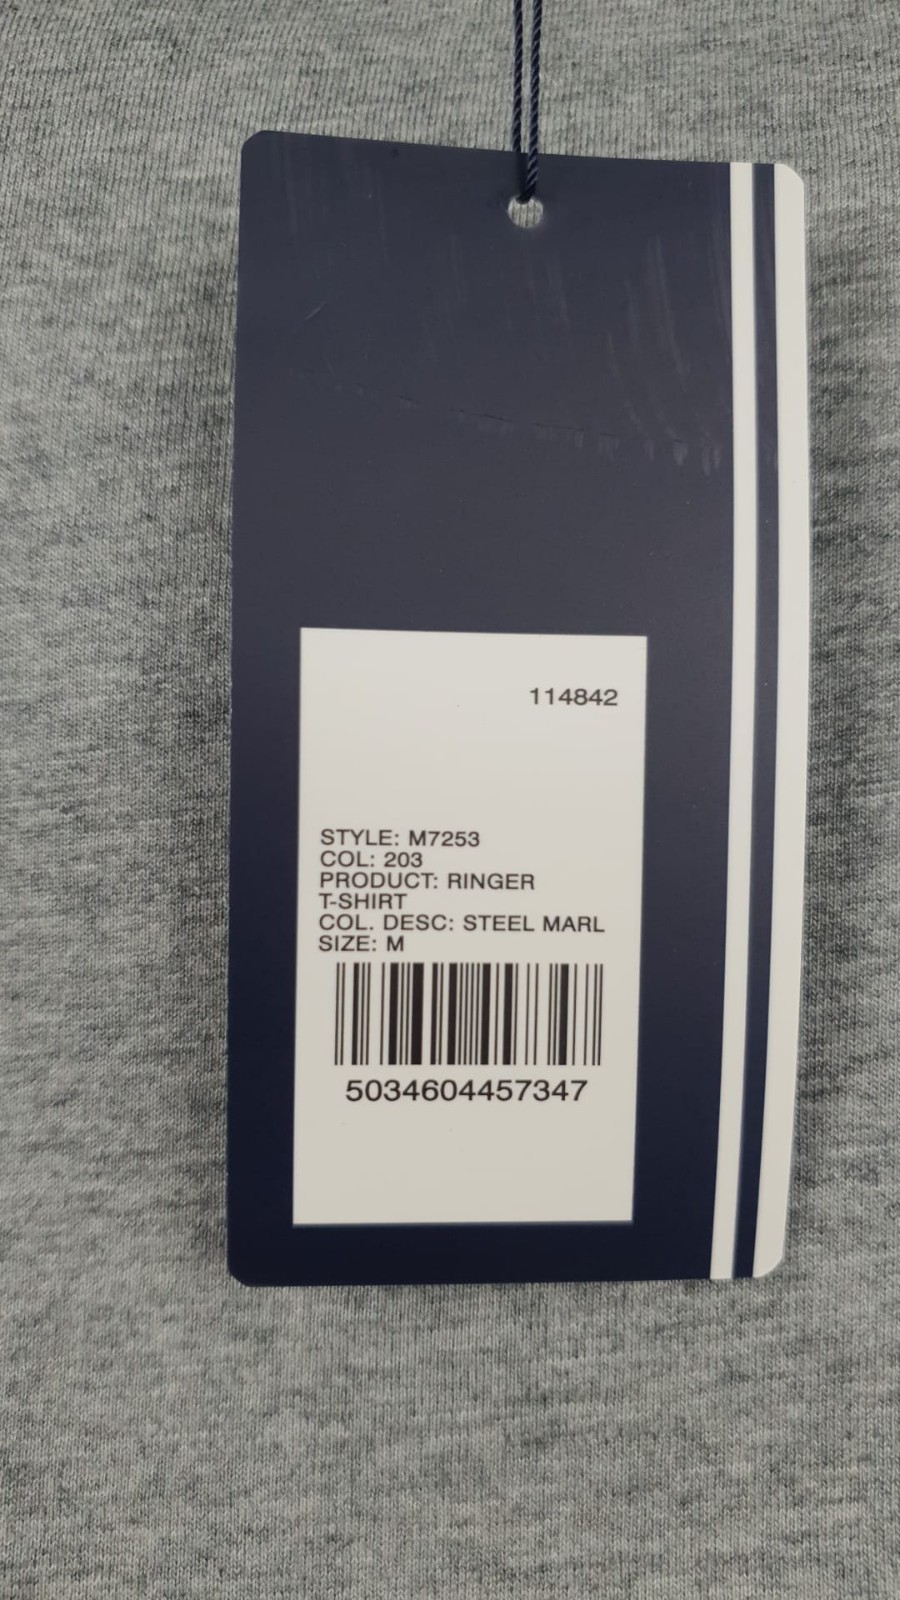 114842
STYLE: M7253
COL: 203
PRODUCT: RINGER
T-SHIRT
COL. DESC: STEEL MARL
SIZE: M
5034604457347